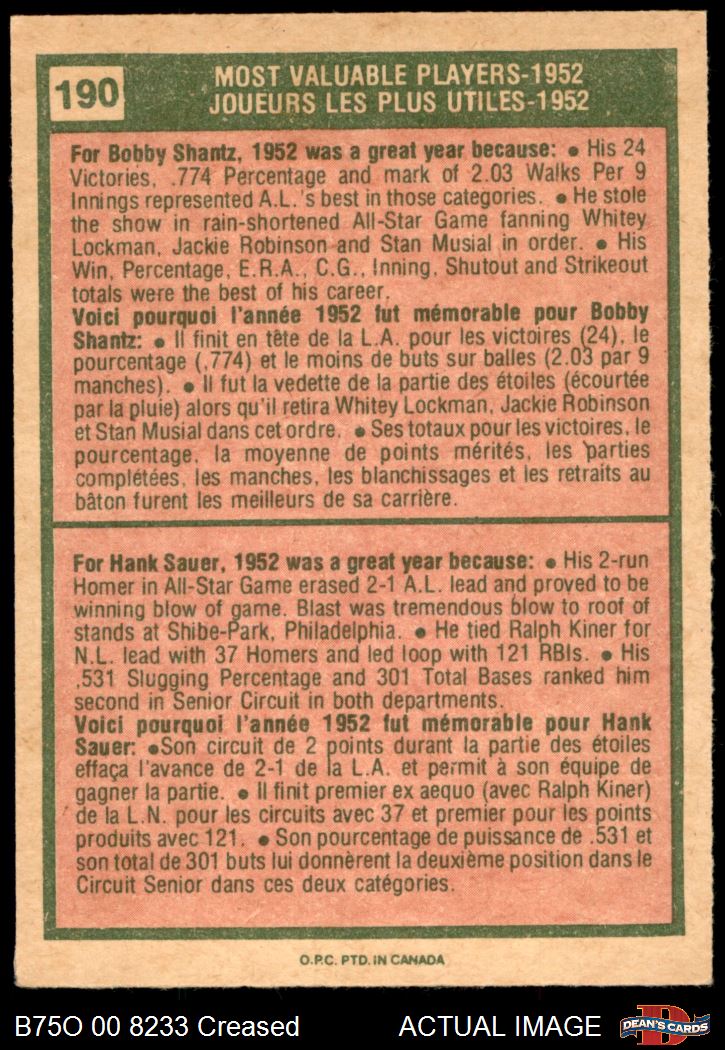 190
MOST VALUABLE PLAYERS-1952
JOUEURS LES PLUS UTILES-1952
For Bobby Shantz, 1952 was a great year because: ● His 24
Victories, .774 Percentage and mark of 2.03 Walks Per 9
Innings represented A.L.'s best in those categories. ● He stole
the show in rain-shortened All-Star Game fanning Whitey
Lockman, Jackie Robinson and Stan Musial in order. ● His
Win, Percentage, E.R.A., C.G., Inning, Shutout and Strikeout
totals were the best of his career.
Voici pourquoi l'année 1952 fut mémorable pour Bobby
Shantz: ● Il finit en tête de la L.A. pour les victoires (24), le
pourcentage (.774) et le moins de buts sur balles (2.03 par 9
manches). ● Il fut la vedette de la partie des étoiles (écourtée
par la pluie) alors qu'il retira Whitey Lockman, Jackie Robinson
et Stan Musial dans cet ordre. ● Ses totaux pour les victoires, le
pourcentage, la moyenne de points mérités, les parties
complétées, les manches, les blanchissages et les retraits au
bâton furent les meilleurs de sa carrière.
For Hank Sauer, 1952 was a great year because: ● His 2-run
Homer in All-Star Game erased 2-1 A.L. lead and proved to be
winning blow of game. Blast was tremendous blow to roof of
stands at Shibe-Park, Philadelphia. ● He tied Ralph Kiner for
N.L. lead with 37 Homers and led loop with 121 RBIs. ● His
.531 Slugging Percentage and 301 Total Bases ranked him
second in Senior Circuit in both departments.
Voici pourquoi l'année 1952 fut mémorable pour Hank
Sauer: ●Son circuit de 2 points durant la partie des étoiles
effaça l'avance de 2-1 de la L.A. et permit à son équipe de
gagner la partie. ● Il finit premier ex aequo (avec Ralph Kiner)
de la L.N. pour les circuits avec 37 et premier pour les points
produits avec 121. ● Son pourcentage de puissance de .531 et
son total de 301 buts lui donnèrent la deuxième position dans le
Circuit Senior dans ces deux catégories.
O.P.C. PTD. IN CANADA
B75O 00 8233 Creased ACTUAL IMAGE D DEAN'S CARDS